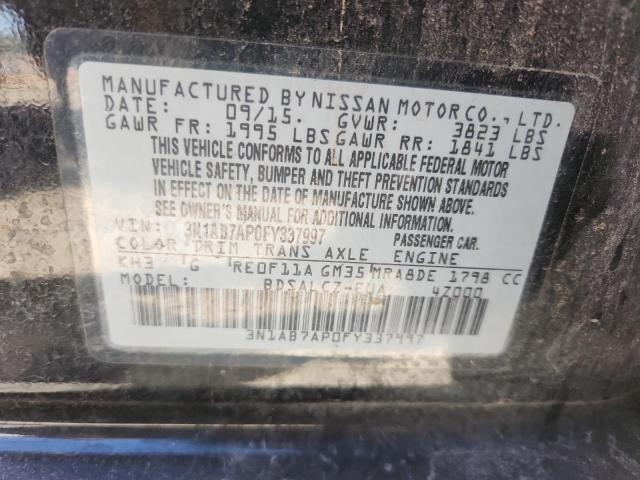 MANUFACTURED BY NISSAN MOTOR CO., LTD.
DATE: 09/15. GVWR: 3823 LBS
GAWR FR: 1995 LBS GAWR RR: 1841 LBS
THIS VEHICLE CONFORMS TO ALL APPLICABLE FEDERAL MOTOR
VEHICLE SAFETY, BUMPER AND THEFT PREVENTION STANDARDS
IN EFFECT ON THE DATE OF MANUFACTURE SHOWN ABOVE.
SEE OWNER'S MANUAL FOR ADDITIONAL INFORMATION.
VIN: 3N1AB7AP0FY337997 PASSENGER CAR.
COLOR TRIM TRANS AXLE ENGINE
KH3 G RE0F11A GM35 MRA8DE 1798 CC
MODEL: BDSALCZ-EUA 4Z000
3N1AB7AP0FY337997